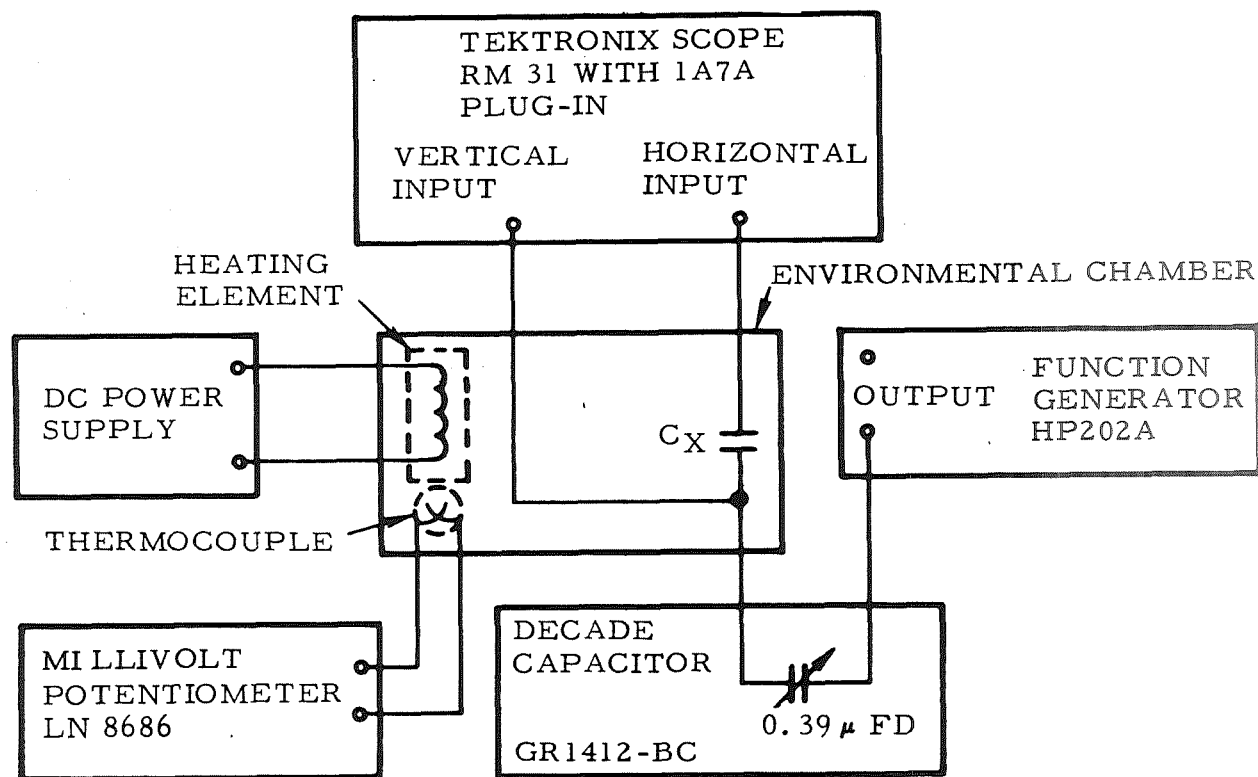 TEKTRONIX SCOPE
RM 31 WITH 1A7A
PLUG-IN
VERTICAL
INPUT
HORIZONTAL
INPUT
HEATING
ELEMENT
ENVIRONMENTAL CHAMBER
DC POWER
SUPPLY
CX
OUTPUT
FUNCTION
GENERATOR
HP202A
THERMOCOUPLE
MILLIVOLT
POTENTIOMETER
LN 8686
DECADE
CAPACITOR
0.39 μ FD
GR1412-BC